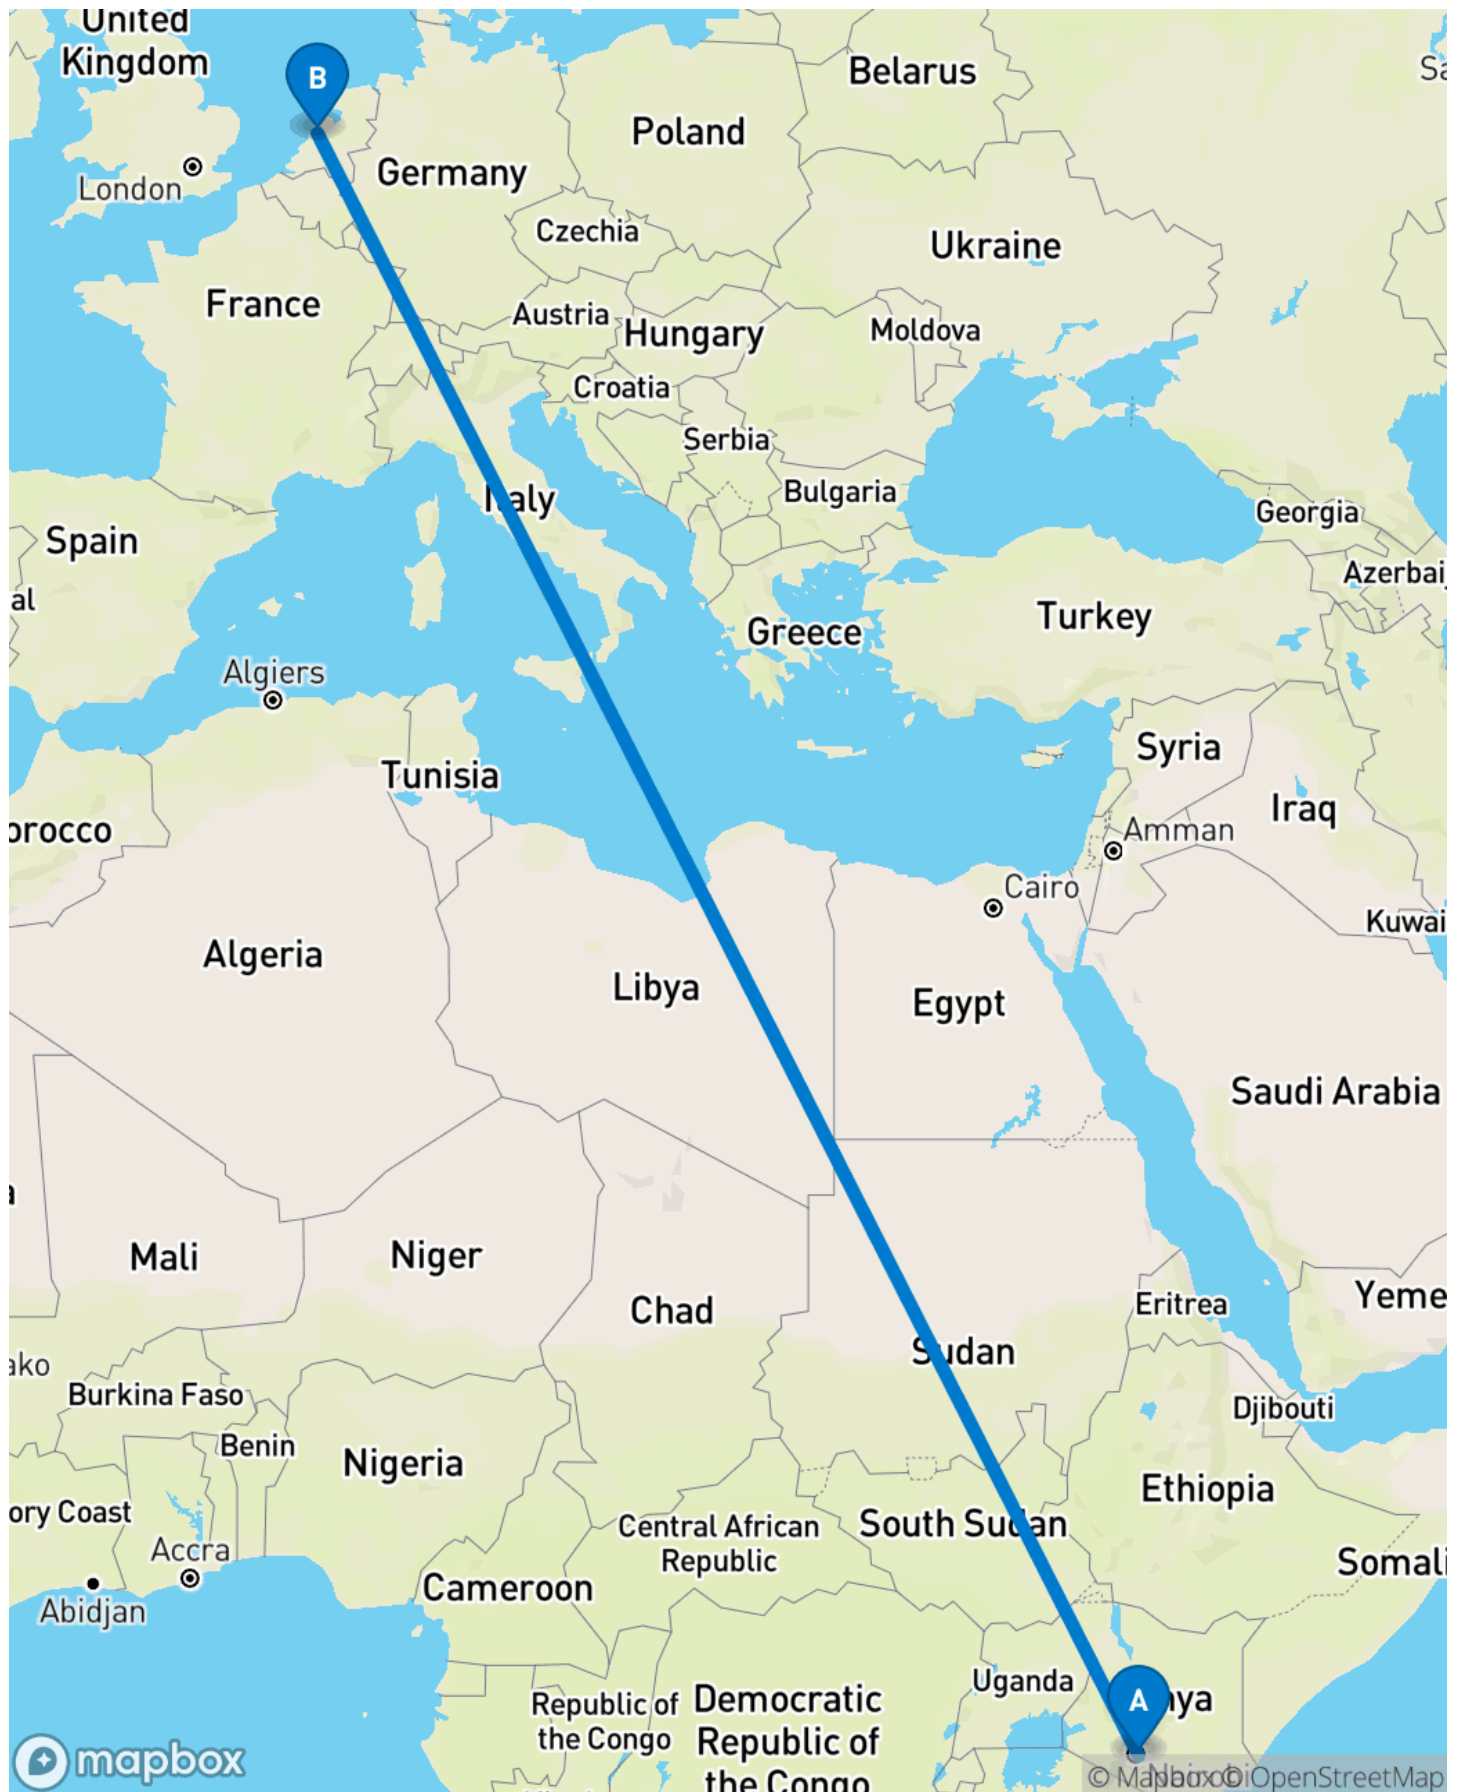 United
Kingdom
B
Belarus
Poland
Germany
London
Czechia
Ukraine
France
Austria
Hungary
Moldova
Croatia
Serbia
Bulgaria
Italy
Georgia
Spain
Azerbai
al
Turkey
Greece
Algiers
Syria
Tunisia
Iraq
orocco
Amman
Cairo
Kuwai
Algeria
Libya
Egypt
Saudi Arabia
Mali
Niger
Chad
Eritrea
Yeme
Sudan
ako
Burkina Faso
Djibouti
Benin
Nigeria
Ethiopia
ory Coast
Central African
Republic
South Sudan
Accra
Somali
Cameroon
Abidjan
Uganda
A
nya
Republic of
the Congo
Democratic
Republic of
the Congo
mapbox
© Mapbox © OpenStreetMap